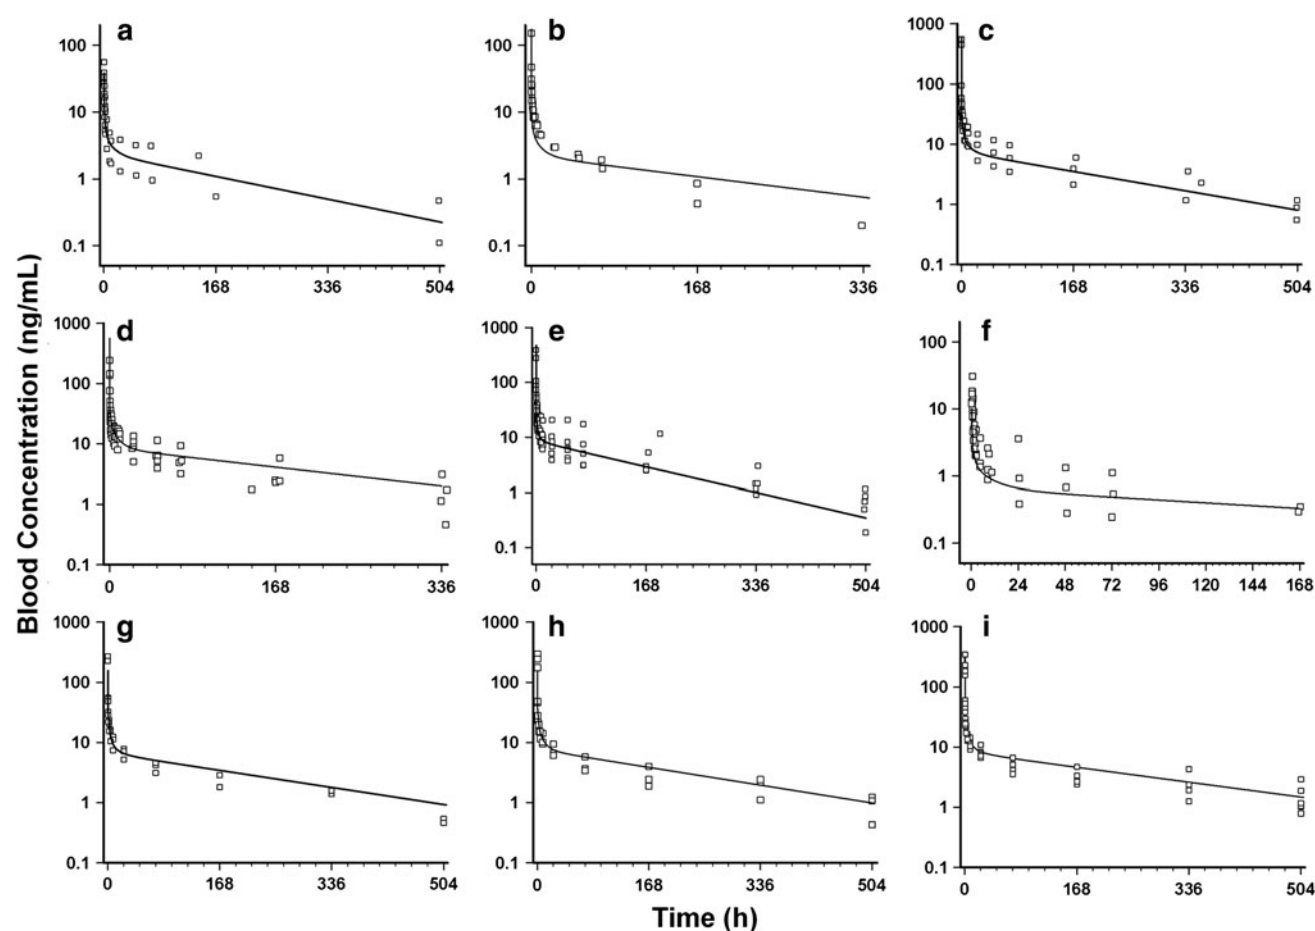 a b c
100 100 1000
100
10 10
10
1 1
1
0.1 0.1
0.1
0 168 336 504 0 168 336 0 168 336 504
d e f
1000 1000 100
100 100
10
10 10
1
1 1
0.1 0.1 0.1
0 168 336 0 168 336 504 0 24 48 72 96 120 144 168
g h i
1000 1000 1000
100 100 100
10 10 10
1 1 1
0.1 0.1 0.1
0 168 336 504 0 168 336 504 0 168 336 504
Blood Concentration (ng/mL)
Time (h)